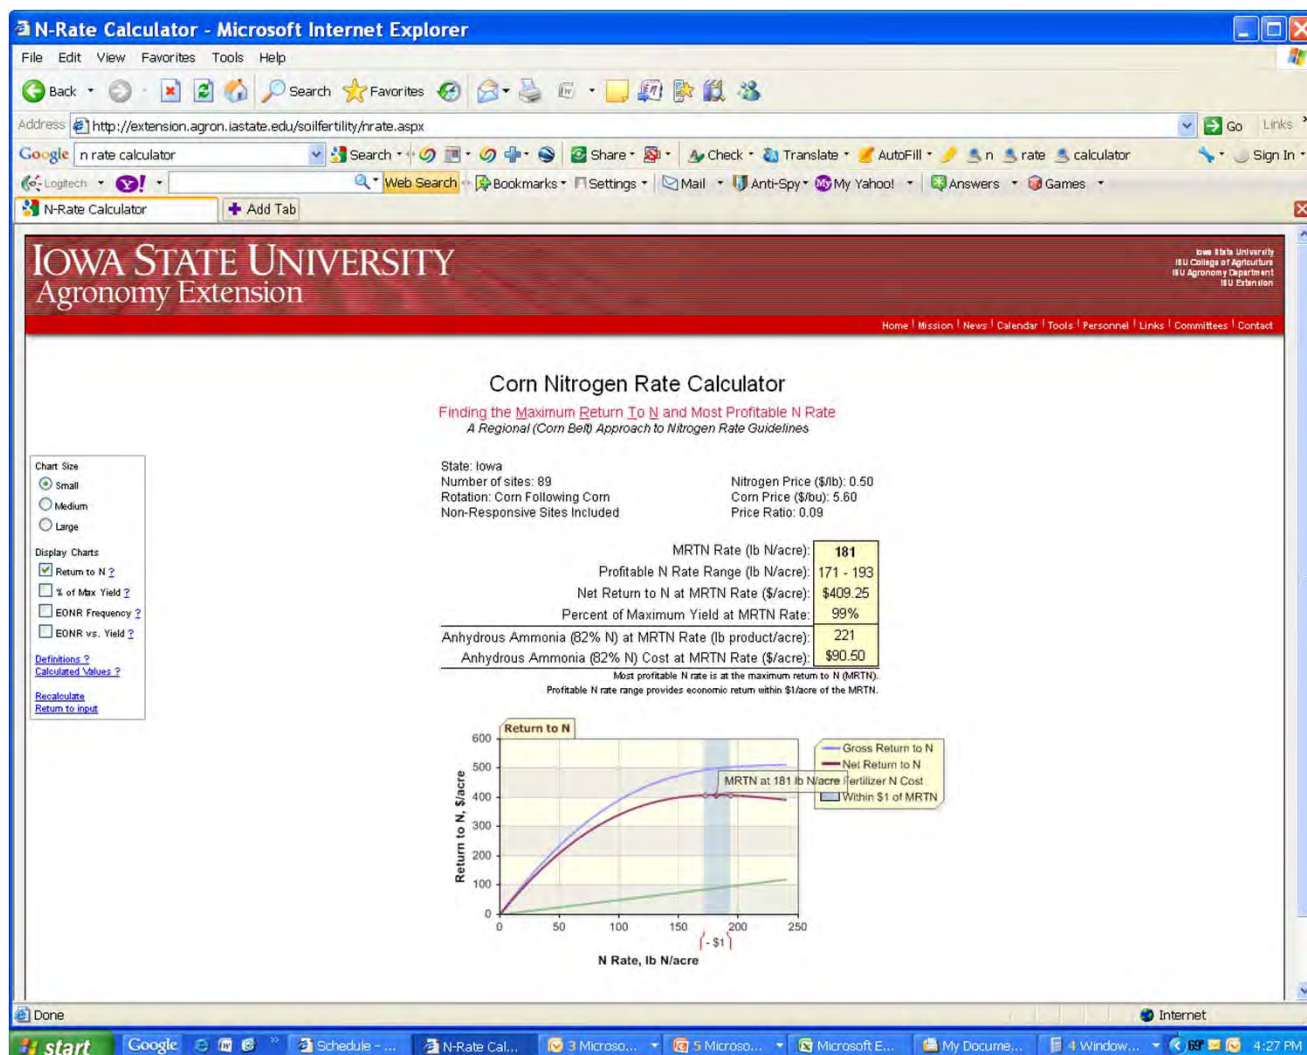 N-Rate Calculator - Microsoft Internet Explorer
File Edit View Favorites Tools Help
Back Search Favorites
Address http://extension.agron.iastate.edu/soilfertility/nrate.aspx Go Links
Google n rate calculator Search Share Check Translate AutoFill n rate calculator Sign In
Logitech Y! Web Search Bookmarks Settings Mail Anti-Spy My Yahoo! Answers Games
N-Rate Calculator Add Tab
IOWA STATE UNIVERSITY
Agronomy Extension
Iowa State University
ISU College of Agriculture
ISU Agronomy Department
ISU Extension
Home | Mission | News | Calendar | Tools | Personnel | Links | Committees | Contact
Corn Nitrogen Rate Calculator
Finding the Maximum Return To N and Most Profitable N Rate
A Regional (Corn Belt) Approach to Nitrogen Rate Guidelines
Chart Size
Small
Medium
Large
Display Charts
Return to N ?
% of Max Yield ?
EONR Frequency ?
EONR vs. Yield ?
Definitions ?
Calculated Values ?
Recalculate
Return to input
State: Iowa
Number of sites: 89
Rotation: Corn Following Corn
Non-Responsive Sites Included
Nitrogen Price ($/lb): 0.50
Corn Price ($/bu): 5.60
Price Ratio: 0.09
MRTN Rate (lb N/acre): 181
Profitable N Rate Range (lb N/acre): 171 - 193
Net Return to N at MRTN Rate ($/acre): $409.25
Percent of Maximum Yield at MRTN Rate: 99%
Anhydrous Ammonia (82% N) at MRTN Rate (lb product/acre): 221
Anhydrous Ammonia (82% N) Cost at MRTN Rate ($/acre): $90.50
Most profitable N rate is at the maximum return to N (MRTN).
Profitable N rate range provides economic return within $1/acre of the MRTN.
Return to N
Return to N, $/acre
600
500
400
300
200
100
0
0 50 100 150 200 250
- $1
N Rate, lb N/acre
MRTN at 181 lb N/acre
Gross Return to N
Net Return to N
Fertilizer N Cost
Within $1 of MRTN
Done Internet
start Google Schedule - ... N-Rate Cal... 3 Microso... 5 Microso... Microsoft E... My Docume... 4 Window... 4:27 PM